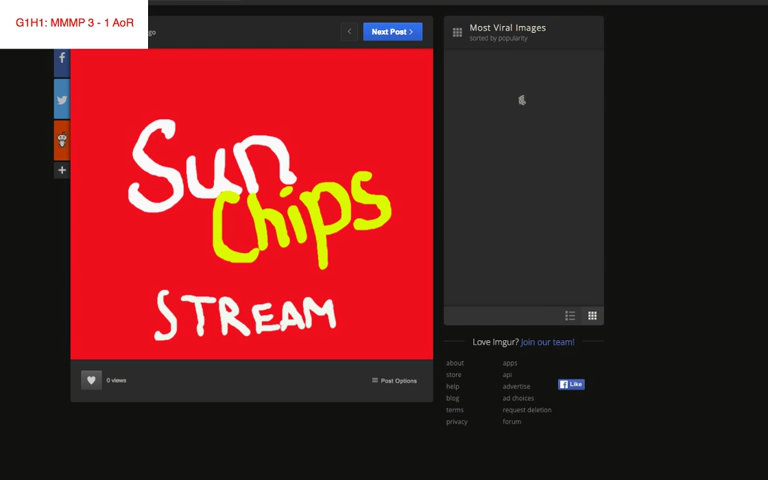 G1H1: MMMP 3 - 1 AoR
go
Next Post >
Most Viral Images
sorted by popularity
Sun
Chips
STREAM
0 views
Post Options
Love Imgur? Join our team!
about
apps
store
api
help
advertise
Like
blog
ad choices
terms
request deletion
privacy
forum